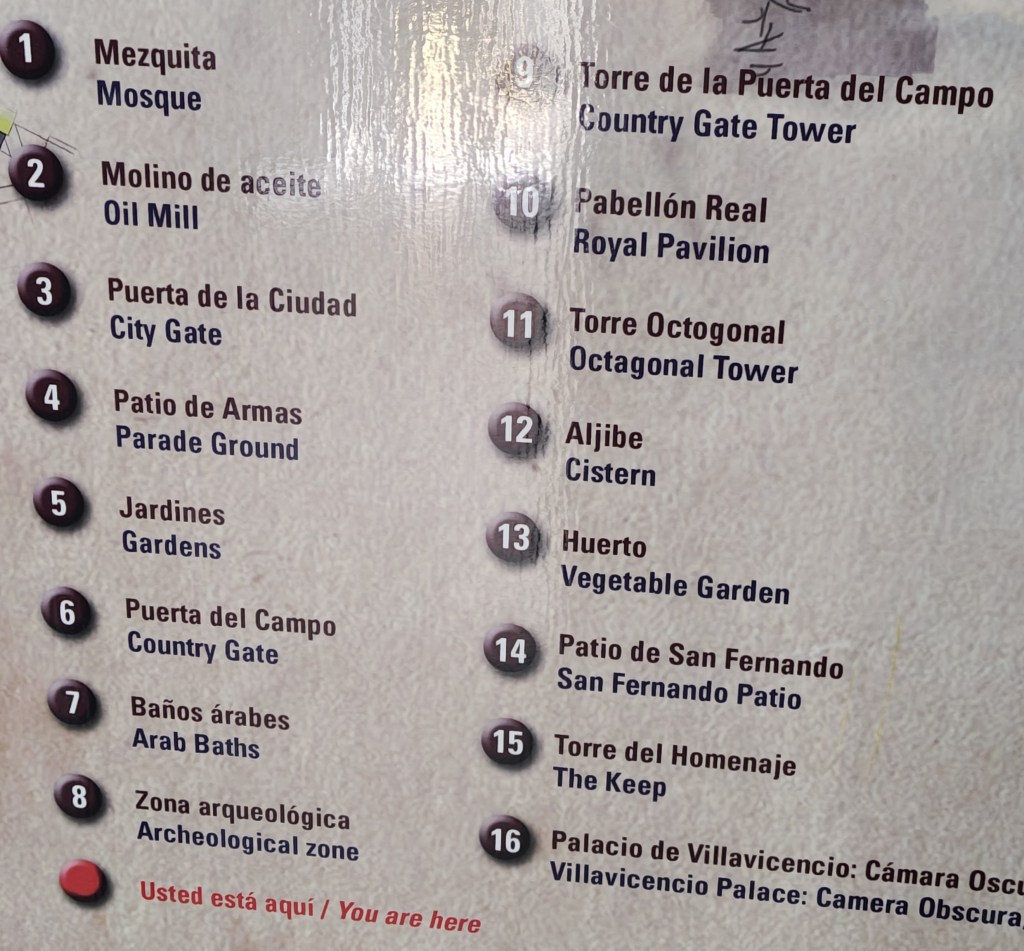 1
Mezquita
Mosque
2
Molino de aceite
Oil Mill
3
Puerta de la Ciudad
City Gate
4
Patio de Armas
Parade Ground
5
Jardines
Gardens
6
Puerta del Campo
Country Gate
7
Baños árabes
Arab Baths
8
Zona arqueológica
Archeological zone
Usted está aquí / You are here
9
Torre de la Puerta del Campo
Country Gate Tower
10
Pabellón Real
Royal Pavilion
11
Torre Octogonal
Octagonal Tower
12
Aljibe
Cistern
13
Huerto
Vegetable Garden
14
Patio de San Fernando
San Fernando Patio
15
Torre del Homenaje
The Keep
16
Palacio de Villavicencio: Cámara
Villavicencio Palace: Camera Obscura